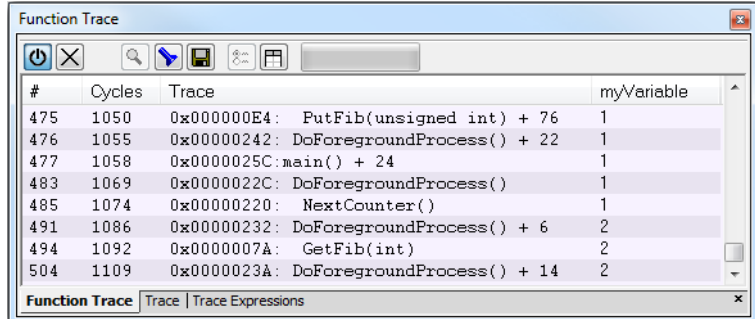 Function Trace
# Cycles Trace myVariable
475 1050 0x000000E4: PutFib(unsigned int) + 76 1
476 1055 0x00000242: DoForegroundProcess() + 22 1
477 1058 0x0000025C:main() + 24 1
483 1069 0x0000022C: DoForegroundProcess() 1
485 1074 0x00000220: NextCounter() 1
491 1086 0x00000232: DoForegroundProcess() + 6 2
494 1092 0x0000007A: GetFib(int) 2
504 1109 0x0000023A: DoForegroundProcess() + 14 2
Function Trace Trace Trace Expressions